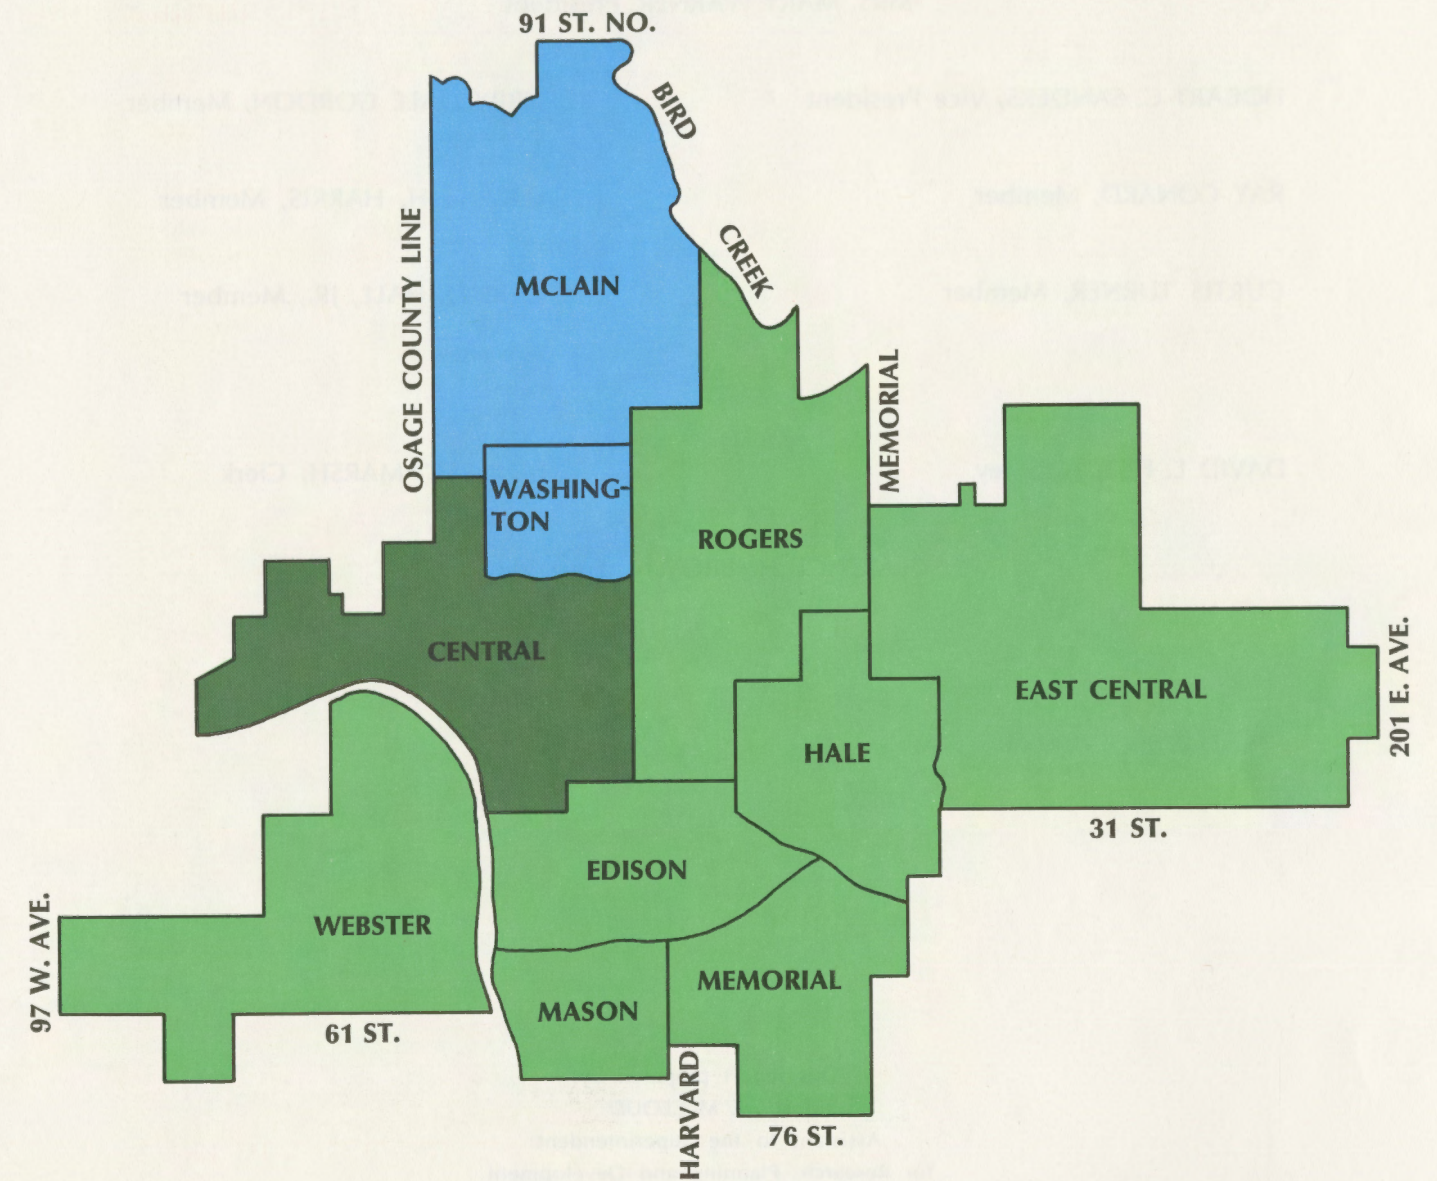 91 ST. NO.
BIRD
CREEK
OSAGE COUNTY LINE
MCLAIN
MEMORIAL
WASHING-
TON
ROGERS
CENTRAL
EAST CENTRAL
201 E. AVE.
HALE
31 ST.
EDISON
97 W. AVE.
WEBSTER
MEMORIAL
MASON
61 ST.
HARVARD
76 ST.